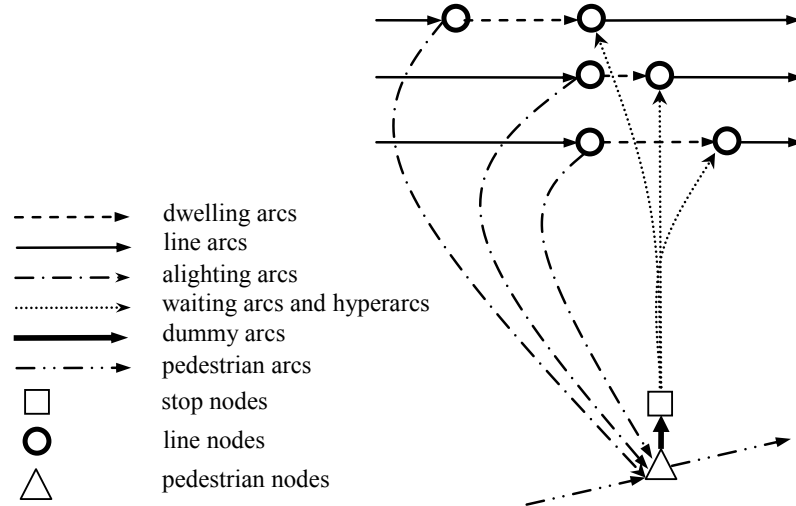 dwelling arcs
line arcs
alighting arcs
waiting arcs and hyperarcs
dummy arcs
pedestrian arcs
stop nodes
line nodes
pedestrian nodes